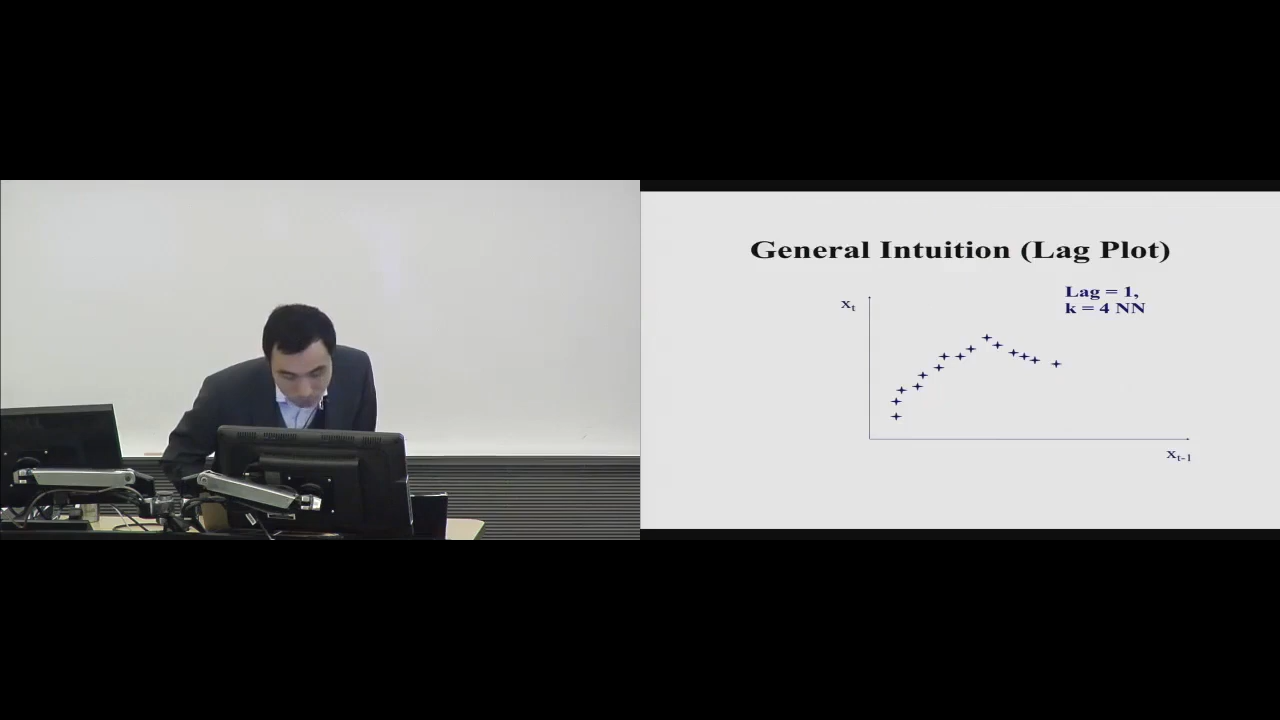 General Intuition (Lag Plot)
Lag = 1,
k = 4 NN
xt
xt-1